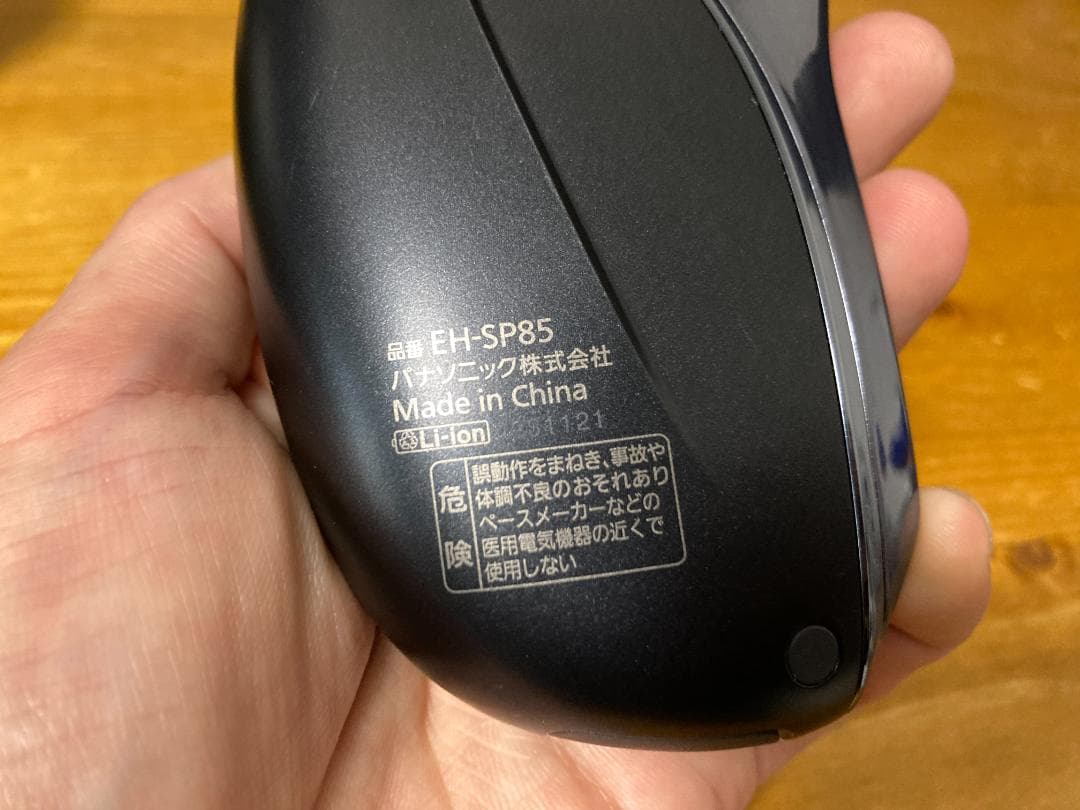 品番 EH-SP85
パナソニック株式会社
Made in China
Li-ion 51121
危険
誤動作をまねき、事故や
体調不良のおそれあり
ペースメーカーなどの
医用電気機器の近くで
使用しない